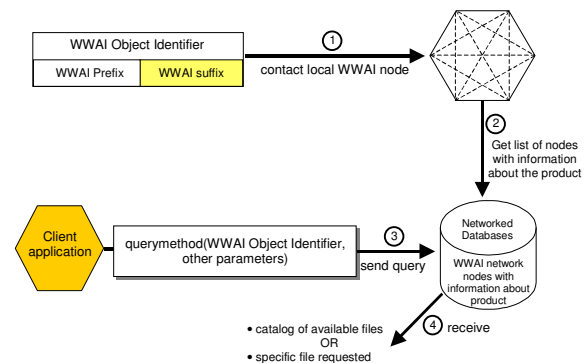 WWAI Object Identifier
WWAI Prefix
WWAI suffix
1
contact local WWAI node
2
Get list of nodes
with information
about the product
Client
application
querymethod(WWAI Object Identifier,
other parameters)
3
send query
Networked
Databases
WWAI network
nodes with
information about
product
4 receive
• catalog of available files
OR
• specific file requested